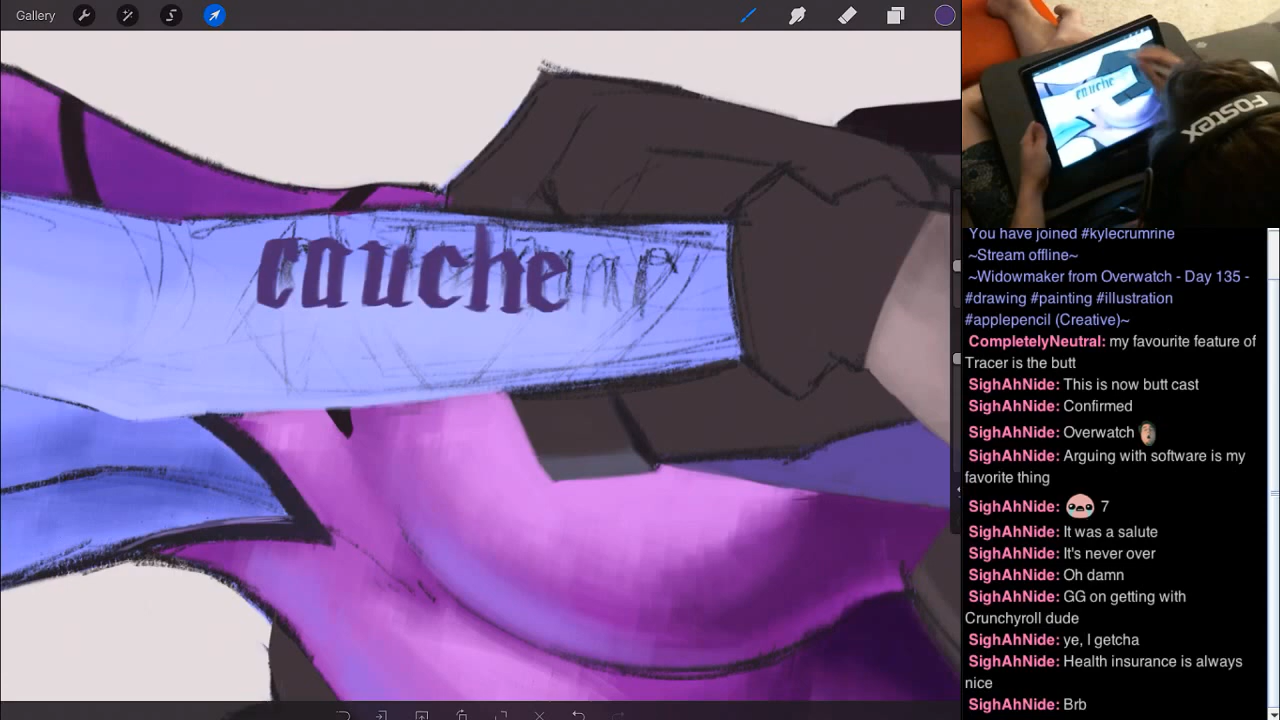 Gallery
cauche
FOSTEX
cauche
You have joined #kylecrumrine
~Stream offline~
~Widowmaker from Overwatch - Day 135 -
#drawing #painting #illustration
#applepencil (Creative)~
CompletelyNeutral: my favourite feature of
Tracer is the butt
SighAhNide: This is now butt cast
SighAhNide: Confirmed
SighAhNide: Overwatch
SighAhNide: Arguing with software is my
favorite thing
SighAhNide: 7
SighAhNide: It was a salute
SighAhNide: It's never over
SighAhNide: Oh damn
SighAhNide: GG on getting with
Crunchyroll dude
SighAhNide: ye, I getcha
SighAhNide: Health insurance is always
nice
SighAhNide: Brb